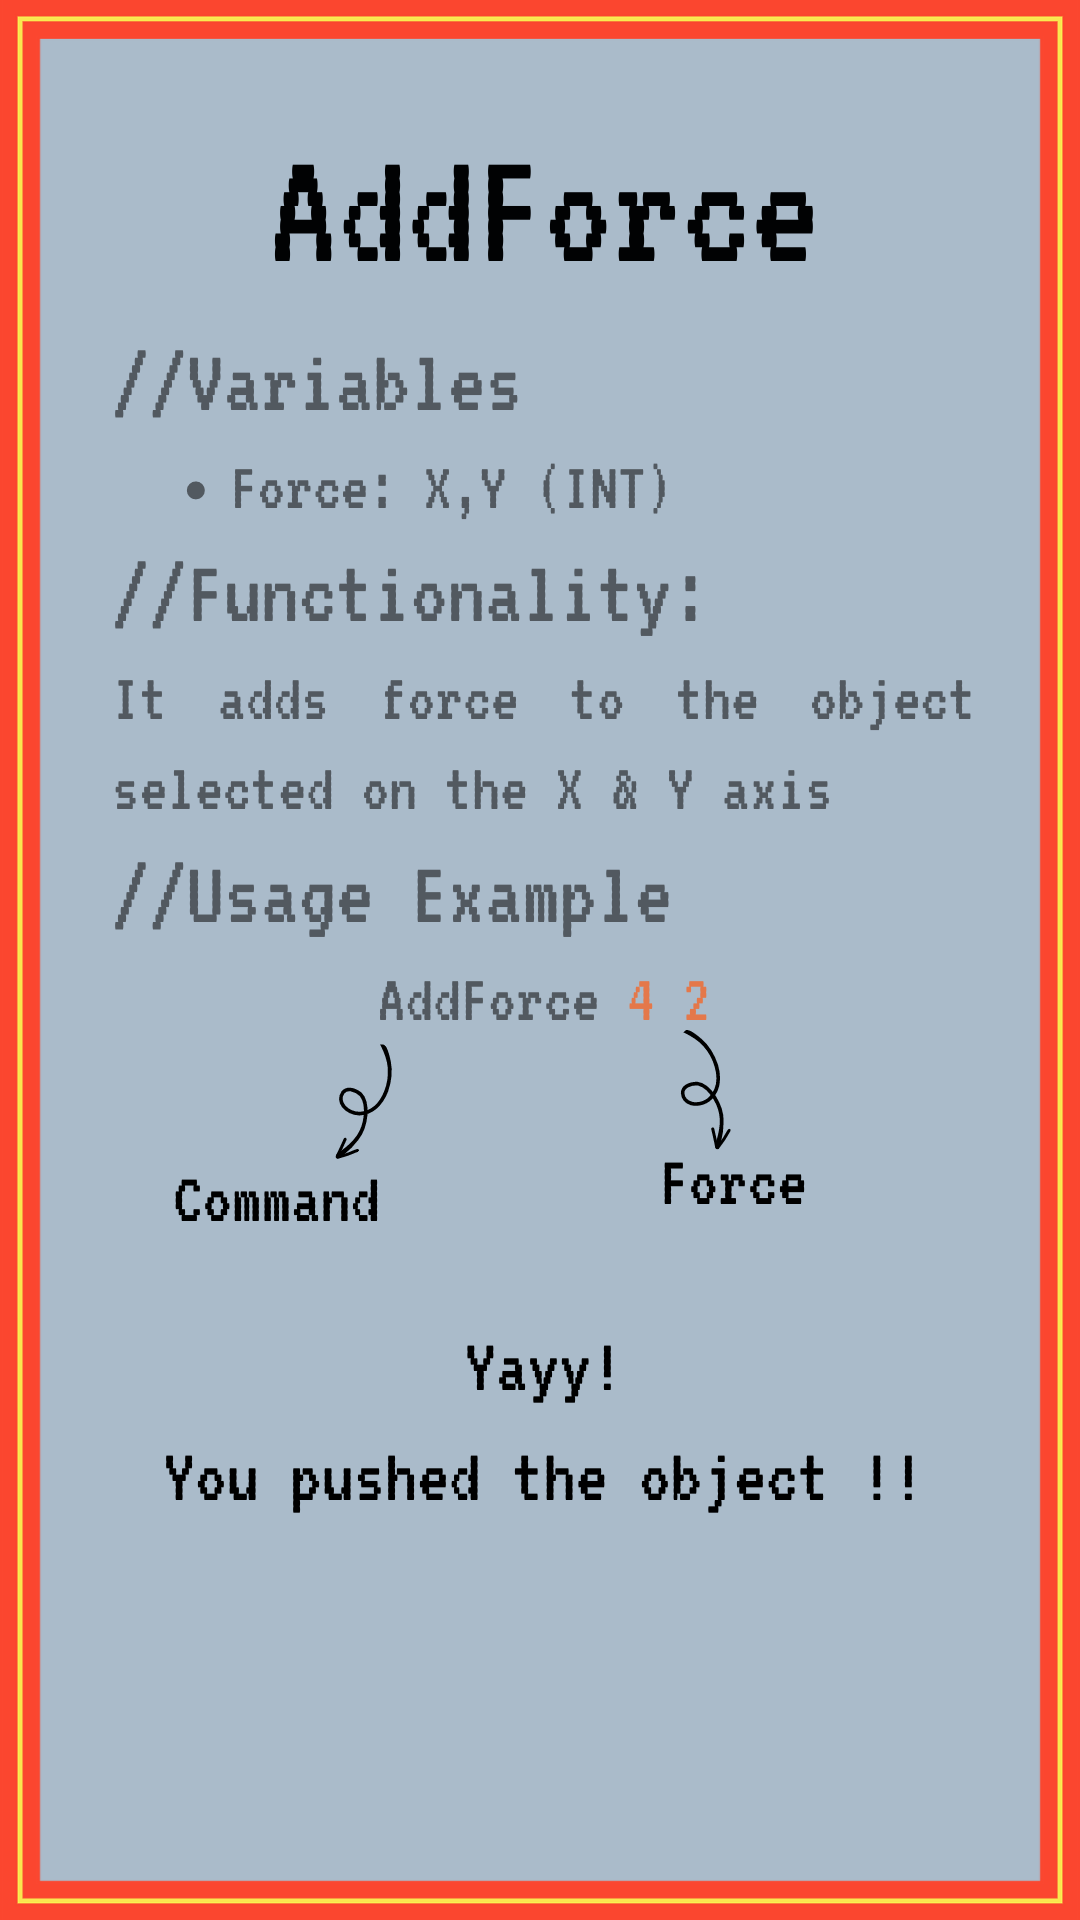 AddForce
//Variables
• Force: X,Y (INT)
//Functionality:
It adds force to the object
selected on the X & Y axis
//Usage Example
AddForce 4 2
Command
Force
Yayy!
You pushed the object !!